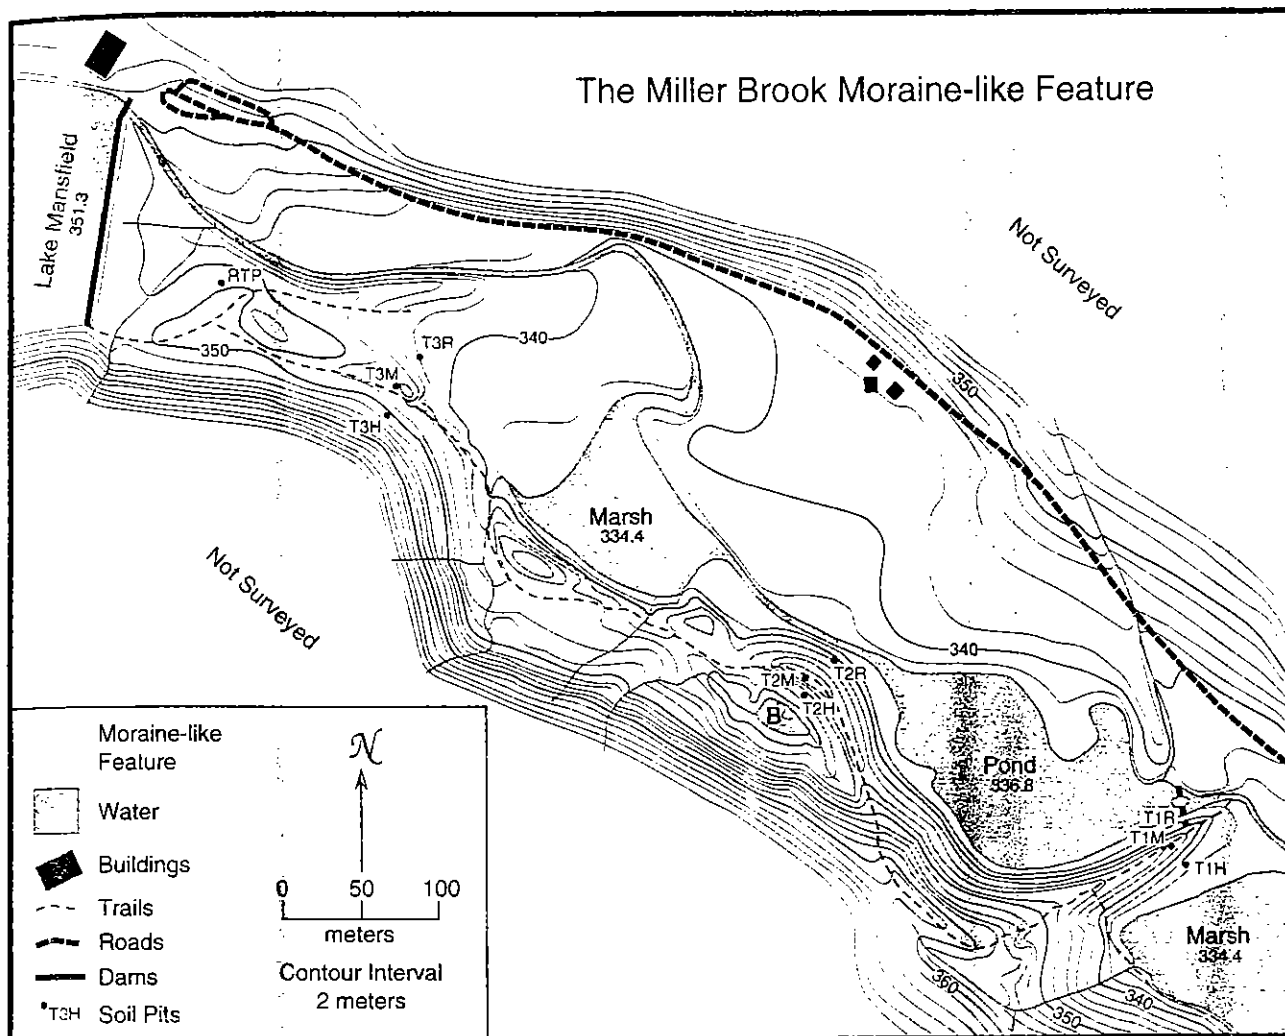 The Miller Brook Moraine-like Feature
Lake Mansfield
351.3
Not Surveyed
RTP
350
T3R
340
T3M
T3H
350
Marsh
334.4
Not Surveyed
340
T2R
T2M
T2H
B
Pond
336.8
T1R
T1M
T1H
Marsh
334.4
360
350
340
Moraine-like
Feature
Water
Buildings
Trails
Roads
Dams
T3H Soil Pits
N
0 50 100
meters
Contour Interval
2 meters